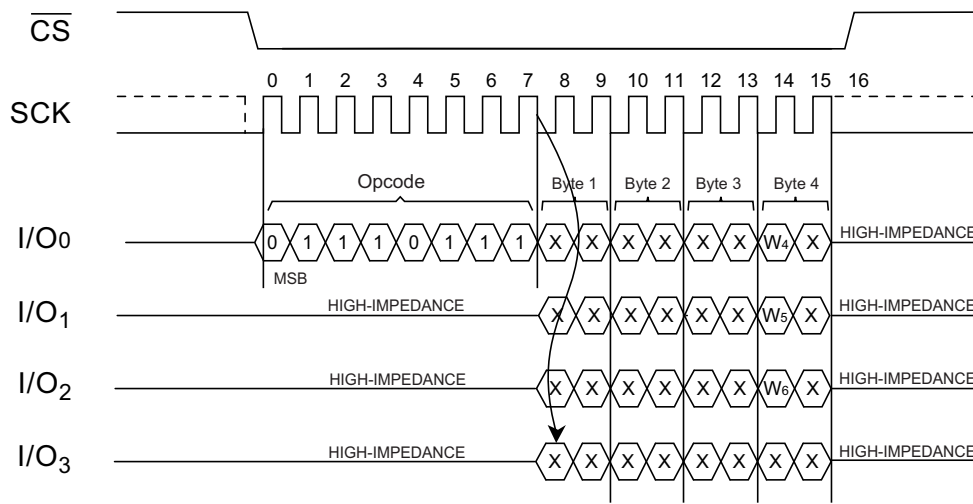 CS
0 1 2 3 4 5 6 7 8 9 10 11 12 13 14 15 16
SCK
Opcode Byte 1 Byte 2 Byte 3 Byte 4
I/O0 0 1 1 1 0 1 1 1 X X X X X X W4 X HIGH-IMPEDANCE
MSB
I/O1 HIGH-IMPEDANCE X X X X X X W5 X HIGH-IMPEDANCE
I/O2 HIGH-IMPEDANCE X X X X X X W6 X HIGH-IMPEDANCE
I/O3 HIGH-IMPEDANCE X X X X X X X X HIGH-IMPEDANCE